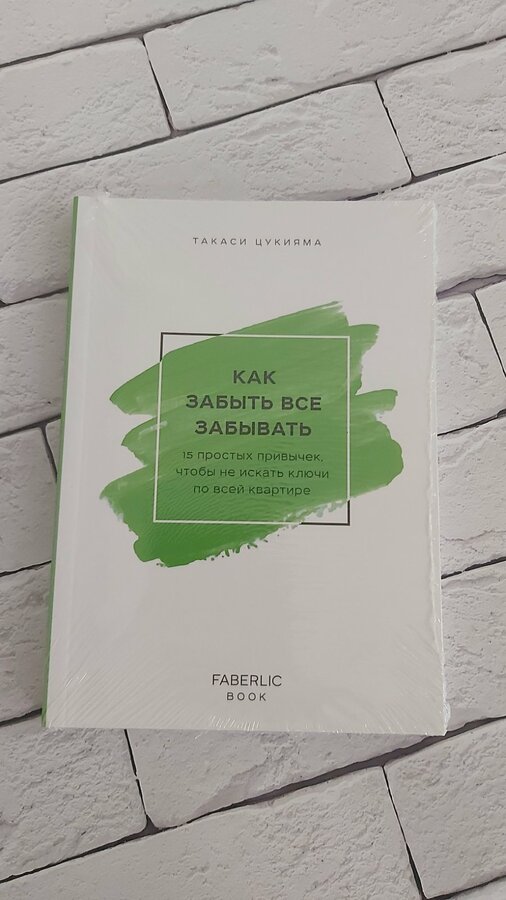 ТАКАСИ ЦУКИЯМА
КАК
ЗАБЫТЬ ВСЕ
ЗАБЫВАТЬ
15 простых привычек,
чтобы не искать ключи
по всей квартире
FABERLIC
BOOK